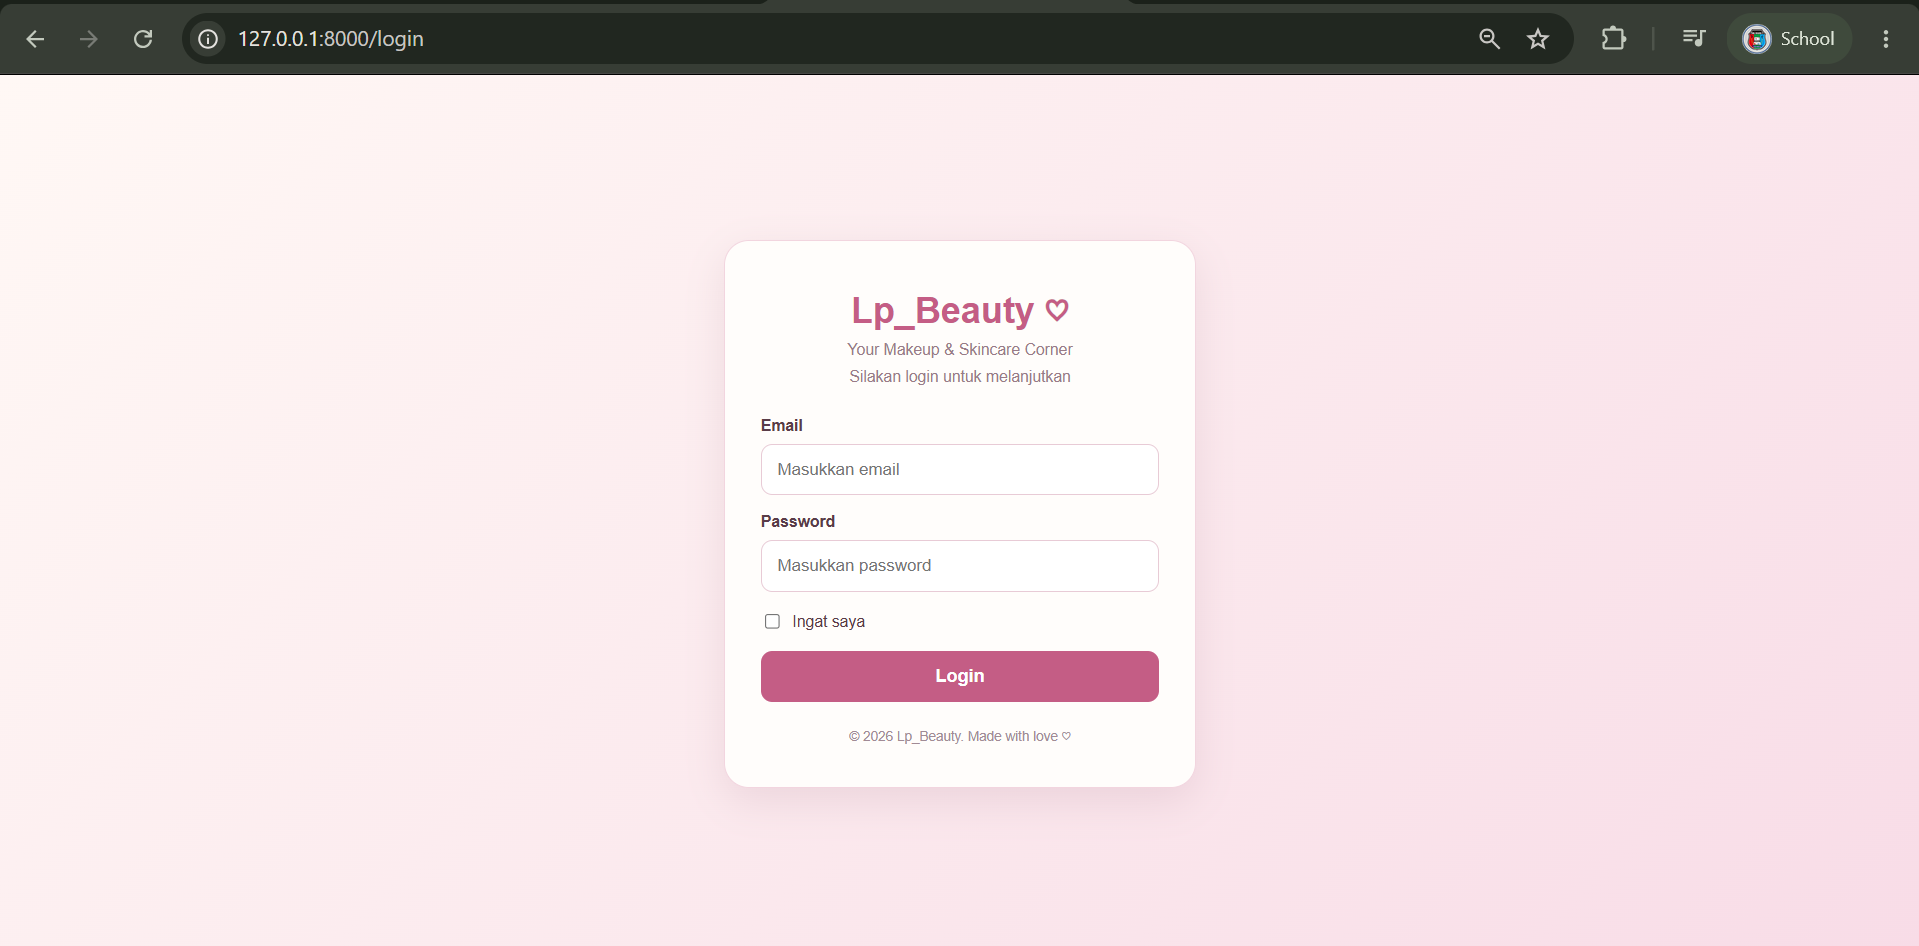 127.0.0.1:8000/login
School
Lp_Beauty ♡
Your Makeup & Skincare Corner
Silakan login untuk melanjutkan
Email
Masukkan email
Password
Masukkan password
Ingat saya
Login
© 2026 Lp_Beauty. Made with love ♡